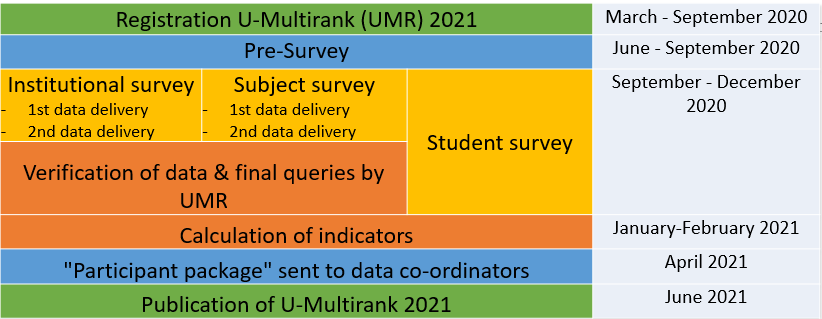 Registration U-Multirank (UMR) 2021
March - September 2020
Pre-Survey
June - September 2020
Institutional survey
- 1st data delivery
- 2nd data delivery
Subject survey
- 1st data delivery
- 2nd data delivery
Student survey
September - December
2020
Verification of data & final queries by
UMR
Calculation of indicators
January-February 2021
"Participant package" sent to data co-ordinators
April 2021
Publication of U-Multirank 2021
June 2021